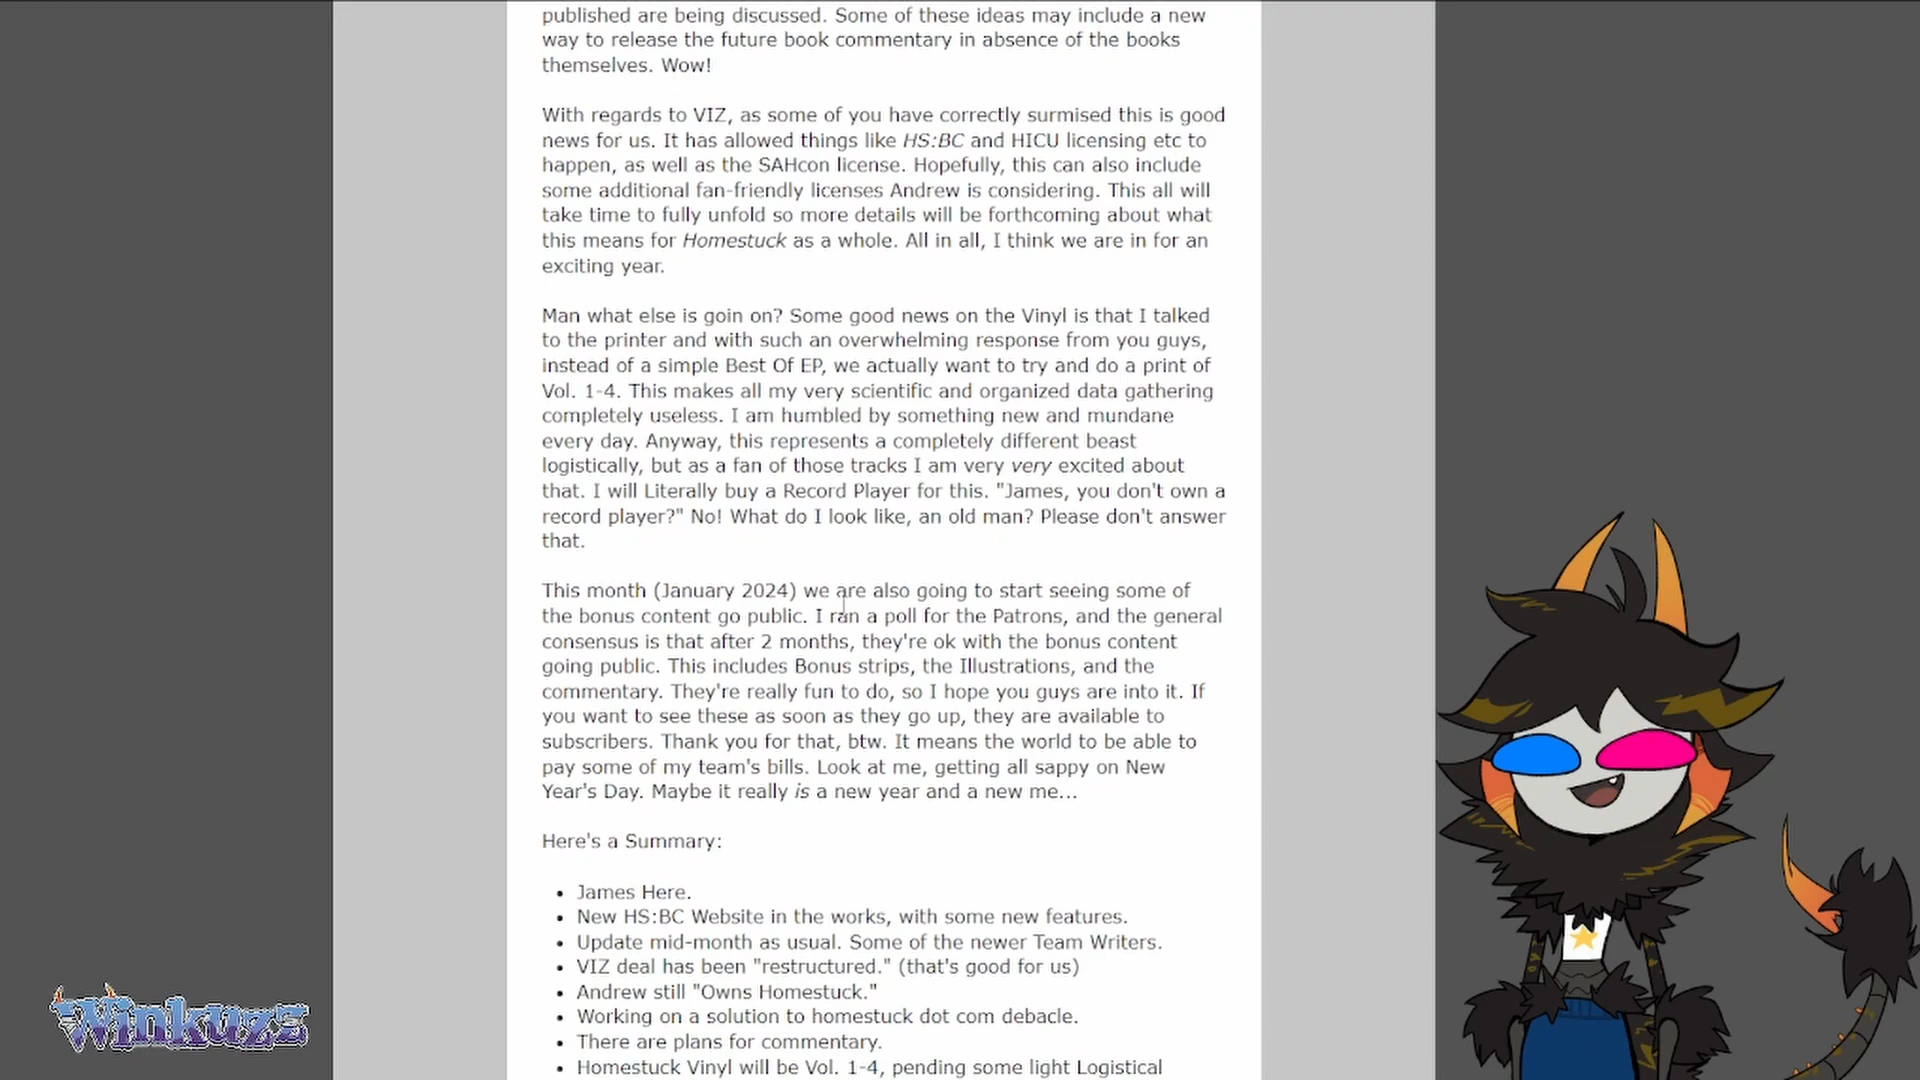 published are being discussed. Some of these ideas may include a new
way to release the future book commentary in absence of the books
themselves. Wow!
With regards to VIZ, as some of you have correctly surmised this is good
news for us. It has allowed things like HS:BC and HICU licensing etc to
happen, as well as the SAHcon license. Hopefully, this can also include
some additional fan-friendly licenses Andrew is considering. This all will
take time to fully unfold so more details will be forthcoming about what
this means for Homestuck as a whole. All in all, I think we are in for an
exciting year.
Man what else is goin on? Some good news on the Vinyl is that I talked
to the printer and with such an overwhelming response from you guys,
instead of a simple Best Of EP, we actually want to try and do a print of
Vol. 1-4. This makes all my very scientific and organized data gathering
completely useless. I am humbled by something new and mundane
every day. Anyway, this represents a completely different beast
logistically, but as a fan of those tracks I am very very excited about
that. I will Literally buy a Record Player for this. "James, you don't own a
record player?" No! What do I look like, an old man? Please don't answer
that.
This month (January 2024) we are also going to start seeing some of
the bonus content go public. I ran a poll for the Patrons, and the general
consensus is that after 2 months, they're ok with the bonus content
going public. This includes Bonus strips, the Illustrations, and the
commentary. They're really fun to do, so I hope you guys are into it. If
you want to see these as soon as they go up, they are available to
subscribers. Thank you for that, btw. It means the world to be able to
pay some of my team's bills. Look at me, getting all sappy on New
Year's Day. Maybe it really is a new year and a new me...
Here's a Summary:
• James Here.
• New HS:BC Website in the works, with some new features.
• Update mid-month as usual. Some of the newer Team Writers.
• VIZ deal has been "restructured." (that's good for us)
• Andrew still "Owns Homestuck."
• Working on a solution to homestuck dot com debacle.
• There are plans for commentary.
• Homestuck Vinyl will be Vol. 1-4, pending some light Logistical
Winkuzz